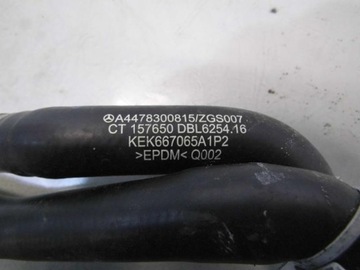 A4478300815/ZGS007
CT 157650 DBL6254.16
KEK667065A1P2
>EPDM< Q002